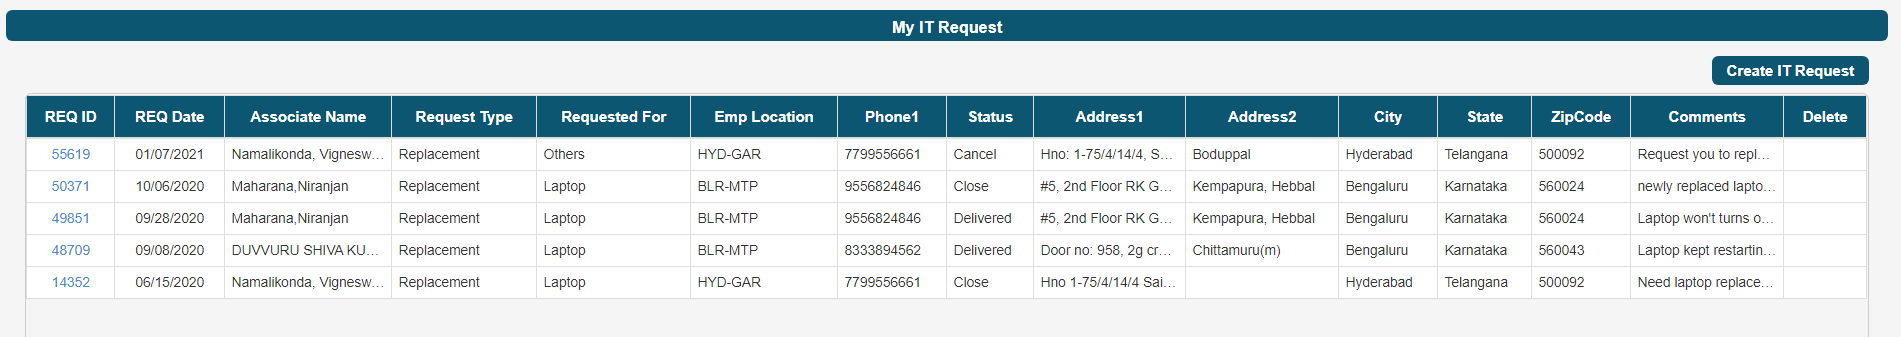 My IT Request
Create IT Request
REQ ID REQ Date Associate Name Request Type Requested For Emp Location Phone1 Status Address1 Address2 City State ZipCode Comments Delete
55619 01/07/2021 Namalikonda, Vignesw... Replacement Others HYD-GAR 7799556661 Cancel Hno: 1-75/4/14/4, S... Boduppal Hyderabad Telangana 500092 Request you to repl...
50371 10/06/2020 Maharana,Niranjan Replacement Laptop BLR-MTP 9556824846 Close #5, 2nd Floor RK G... Kempapura, Hebbal Bengaluru Karnataka 560024 newly replaced lapto...
49851 09/28/2020 Maharana,Niranjan Replacement Laptop BLR-MTP 9556824846 Delivered #5, 2nd Floor RK G... Kempapura, Hebbal Bengaluru Karnataka 560024 Laptop won't turns o...
48709 09/08/2020 DUVVURU SHIVA KU... Replacement Laptop BLR-MTP 8333894562 Delivered Door no: 958, 2g cr... Chittamuru(m) Bengaluru Karnataka 560043 Laptop kept restartin...
14352 06/15/2020 Namalikonda, Vignesw... Replacement Laptop HYD-GAR 7799556661 Close Hno 1-75/4/14/4 Sai... Hyderabad Telangana 500092 Need laptop replace...